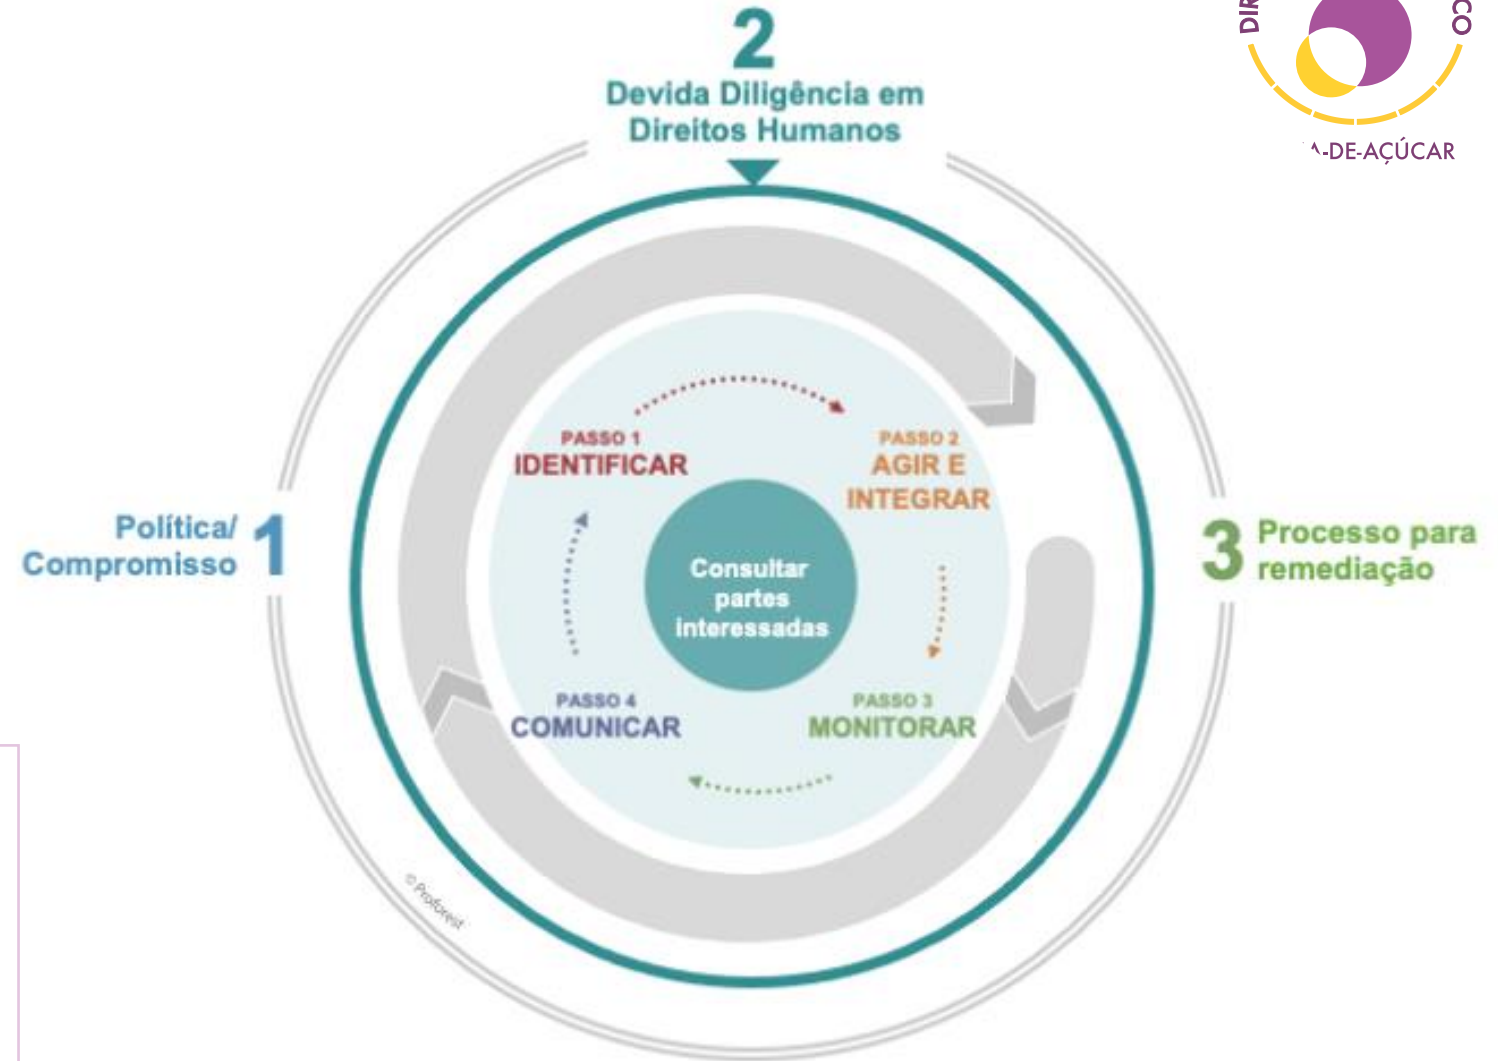 2
Devida Diligência em
Direitos Humanos
-DE-AÇÚCAR
PASSO 1
IDENTIFICAR
PASSO 2
AGIR E
INTEGRAR
Política/
Compromisso
1
Consultar
partes
interessadas
3
Processo para
remediação
PASSO 4
COMUNICAR
PASSO 3
MONITORAR
© Proforest